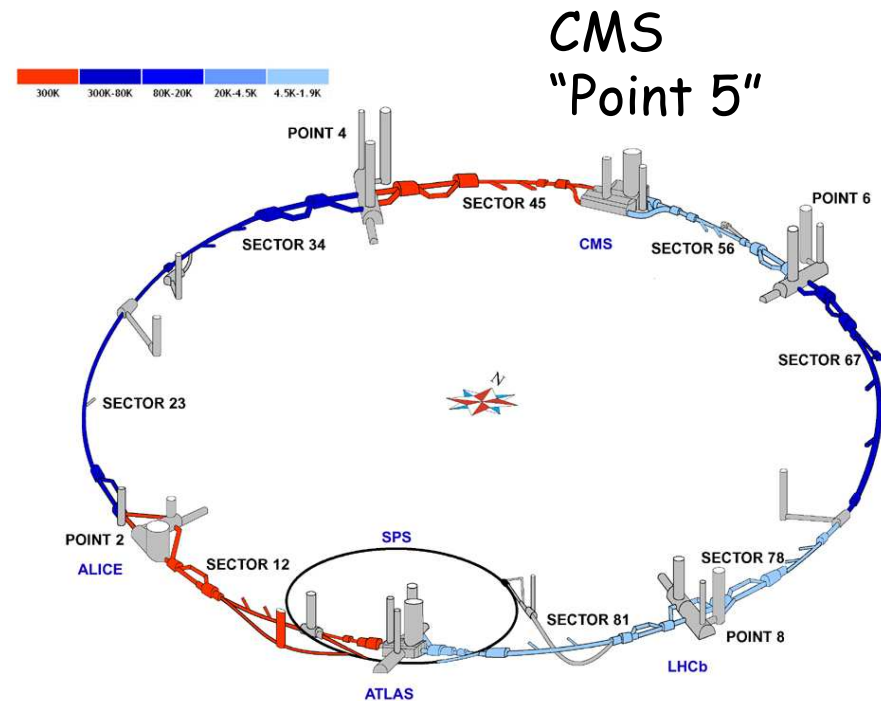 CMS
“Point 5”
300K 300K-80K 80K-20K 20K-4.5K 4.5K-1.9K
POINT 4
POINT 6
SECTOR 45
SECTOR 34
CMS
SECTOR 56
SECTOR 67
N
SECTOR 23
POINT 2
ALICE
SPS
SECTOR 12
SECTOR 78
SECTOR 81
POINT 8
LHCb
ATLAS